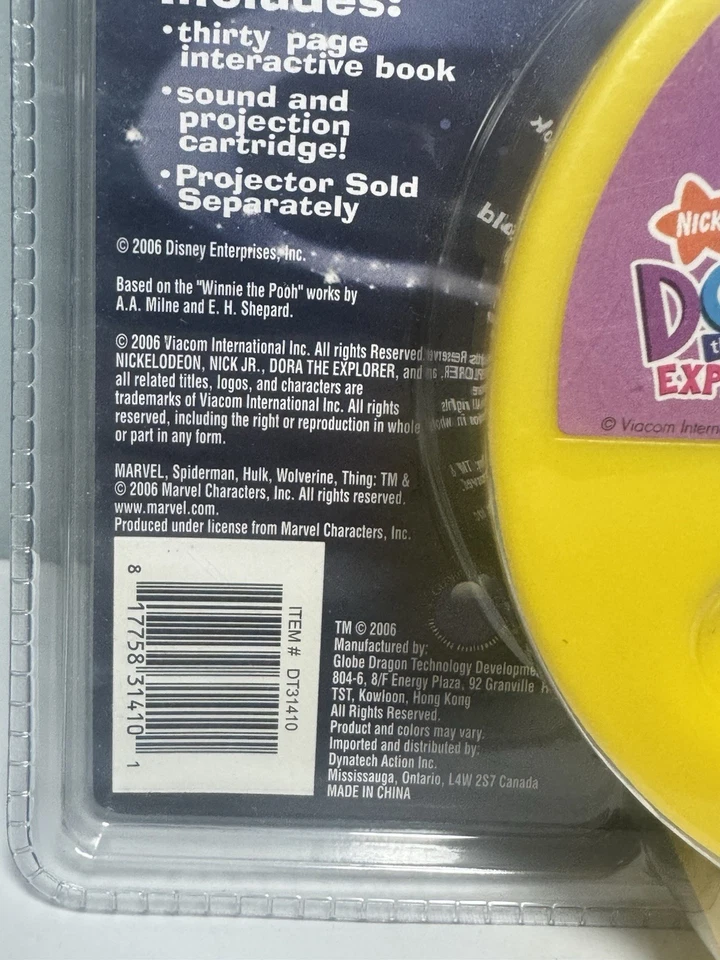 •thirty page
interactive book
•sound and
projection
cartridge!
•Projector Sold
Separately
© 2006 Disney Enterprises, Inc.
Based on the "Winnie the Pooh" works by
A.A. Milne and E. H. Shepard.
© 2006 Viacom International Inc. All rights Reserved
NICKELODEON, NICK JR., DORA THE EXPLORER, and
all related titles, logos, and characters are
trademarks of Viacom International Inc. All rights
reserved, including the right or reproduction in whole
or part in any form.
MARVEL, Spiderman, Hulk, Wolverine, Thing: TM &
© 2006 Marvel Characters, Inc. All rights reserved.
www.marvel.com.
Produced under license from Marvel Characters, Inc.
8 17758 31410 1
ITEM # DT31410
TM © 2006
Manufactured by:
Globe Dragon Technology
804-6, 8/F Energy Plaza, 92 Granville
TST, Kowloon, Hong Kong
All Rights Reserved.
Product and colors may vary.
Imported and distributed by:
Dynatech Action Inc.
Mississauga, Ontario, L4W 2S7 Canada
MADE IN CHINA
NICK
DO
EXP
© Viacom Intern